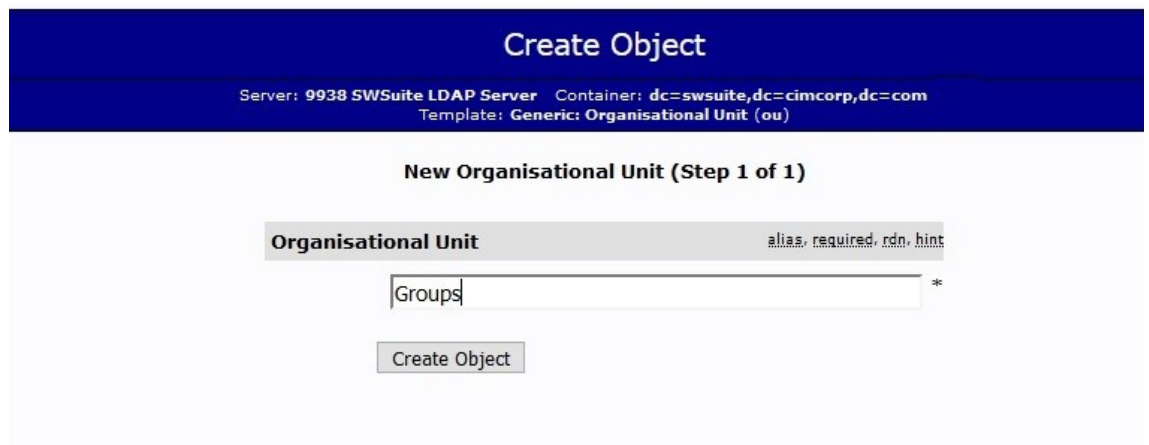 Create Object
Server: 9938 SWSuite LDAP Server Container: dc=swsuite,dc=cimcorp,dc=com
Template: Generic: Organisational Unit (ou)
New Organisational Unit (Step 1 of 1)
Organisational Unit alias, required, rdn, hint
Groups *
Create Object